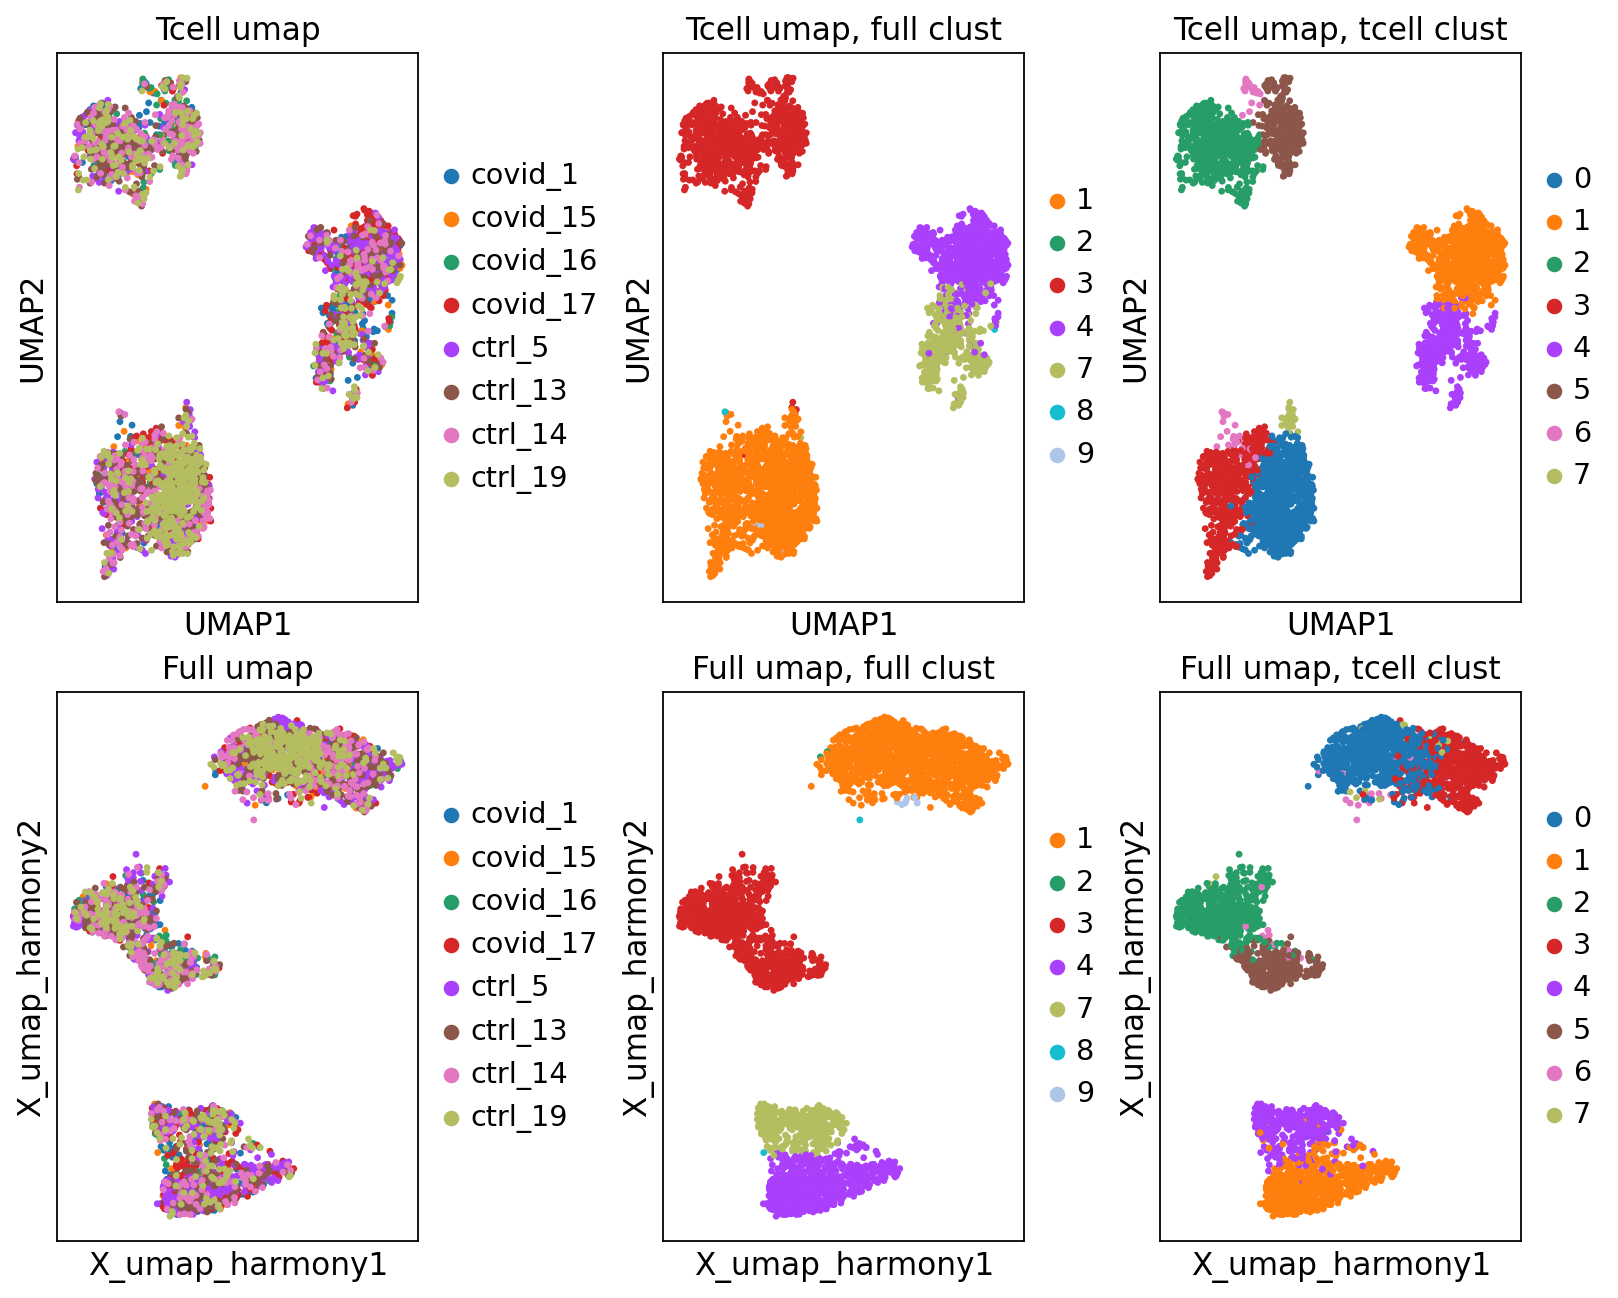 Tcell umap
UMAP2
UMAP1
covid_1
covid_15
covid_16
covid_17
ctrl_5
ctrl_13
ctrl_14
ctrl_19
Tcell umap, full clust
UMAP2
UMAP1
1
2
3
4
7
8
9
Tcell umap, tcell clust
UMAP2
UMAP1
0
1
2
3
4
5
6
7
Full umap
X_umap_harmony2
X_umap_harmony1
covid_1
covid_15
covid_16
covid_17
ctrl_5
ctrl_13
ctrl_14
ctrl_19
Full umap, full clust
X_umap_harmony2
X_umap_harmony1
1
2
3
4
7
8
9
Full umap, tcell clust
X_umap_harmony2
X_umap_harmony1
0
1
2
3
4
5
6
7